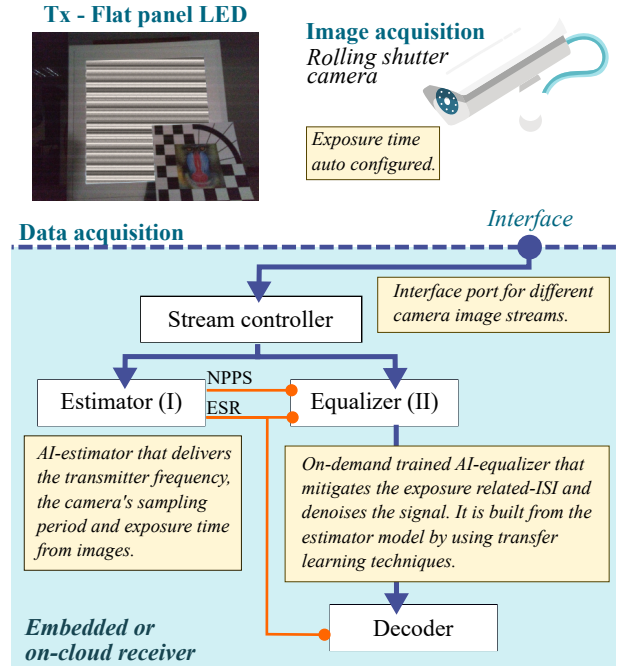 Tx - Flat panel LED
Image acquisition
Rolling shutter
camera
Exposure time
auto configured.
Interface
Data acquisition
Interface port for different
camera image streams.
Stream controller
NPPS
Estimator (I)
ESR
Equalizer (II)
AI-estimator that delivers
the transmitter frequency,
the camera's sampling
period and exposure time
from images.
On-demand trained AI-equalizer that
mitigates the exposure related-ISI and
denoises the signal. It is built from the
estimator model by using transfer
learning techniques.
Decoder
Embedded or
on-cloud receiver